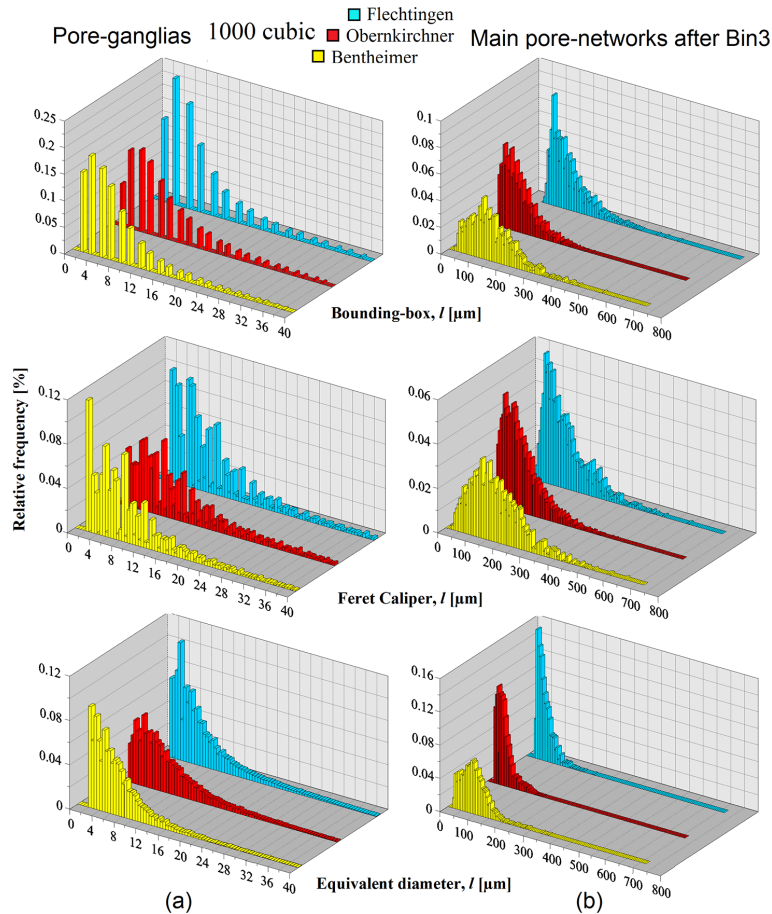 Flechtingen
Pore-ganglias 1000 cubic Obernkirchner Main pore-networks after Bin3
Bentheimer
0.25
0.2
0.15
0.1
0.05
0
0 4 8 12 16 20 24 28 32 36 40
0.1
0.08
0.06
0.04
0.02
0
0 100 200 300 400 500 600 700 800
Bounding-box, l [µm]
Relative frequency [%]
0.12
0.08
0.04
0
0 4 8 12 16 20 24 28 32 36 40
0.06
0.04
0.02
0
0 100 200 300 400 500 600 700 800
Feret Caliper, l [µm]
0.12
0.08
0.04
0
0 4 8 12 16 20 24 28 32 36 40
0.16
0.12
0.08
0.04
0
0 100 200 300 400 500 600 700 800
Equivalent diameter, l [µm]
(a) (b)